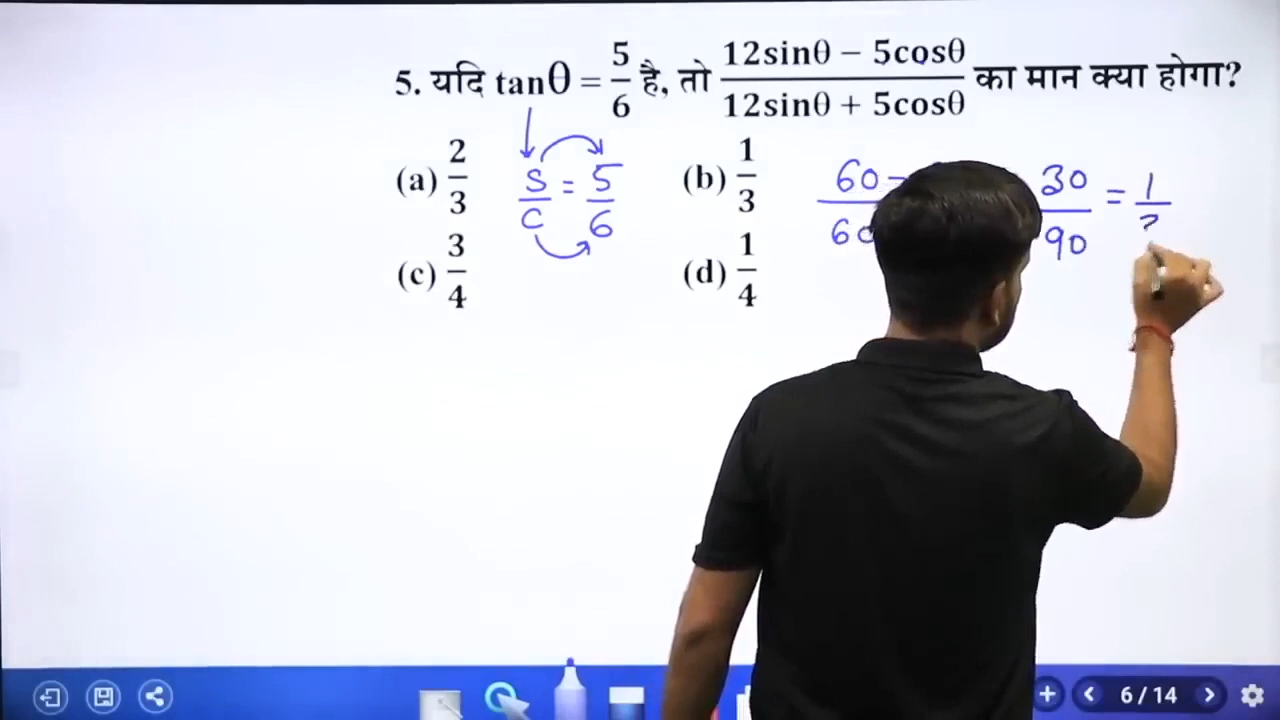 5. यदि tanθ = 5/6 है, तो (12sinθ − 5cosθ)/(12sinθ + 5cosθ) का मान क्या होगा?
(a) 2/3
S/C = 5/6
(b) 1/3
60 −
60
30/90 = 1/
(c) 3/4
(d) 1/4
6 / 14